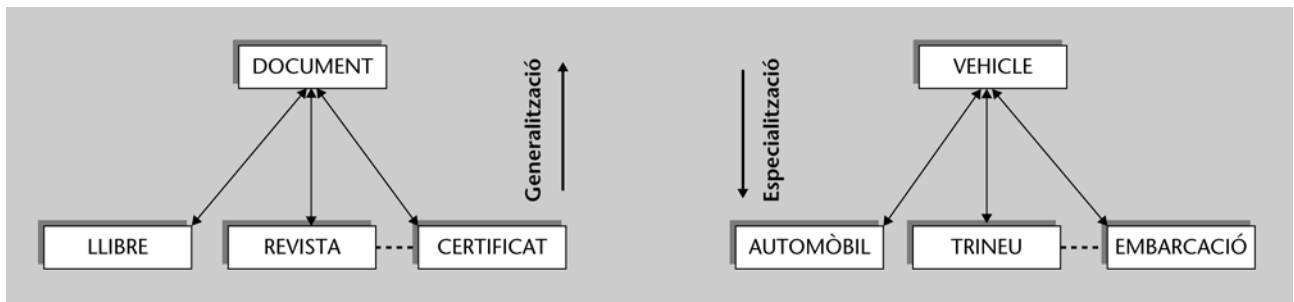 DOCUMENT
Generalització
Especialització
VEHICLE
LLIBRE
REVISTA
CERTIFICAT
AUTOMÒBIL
TRINEU
EMBARCACIÓ